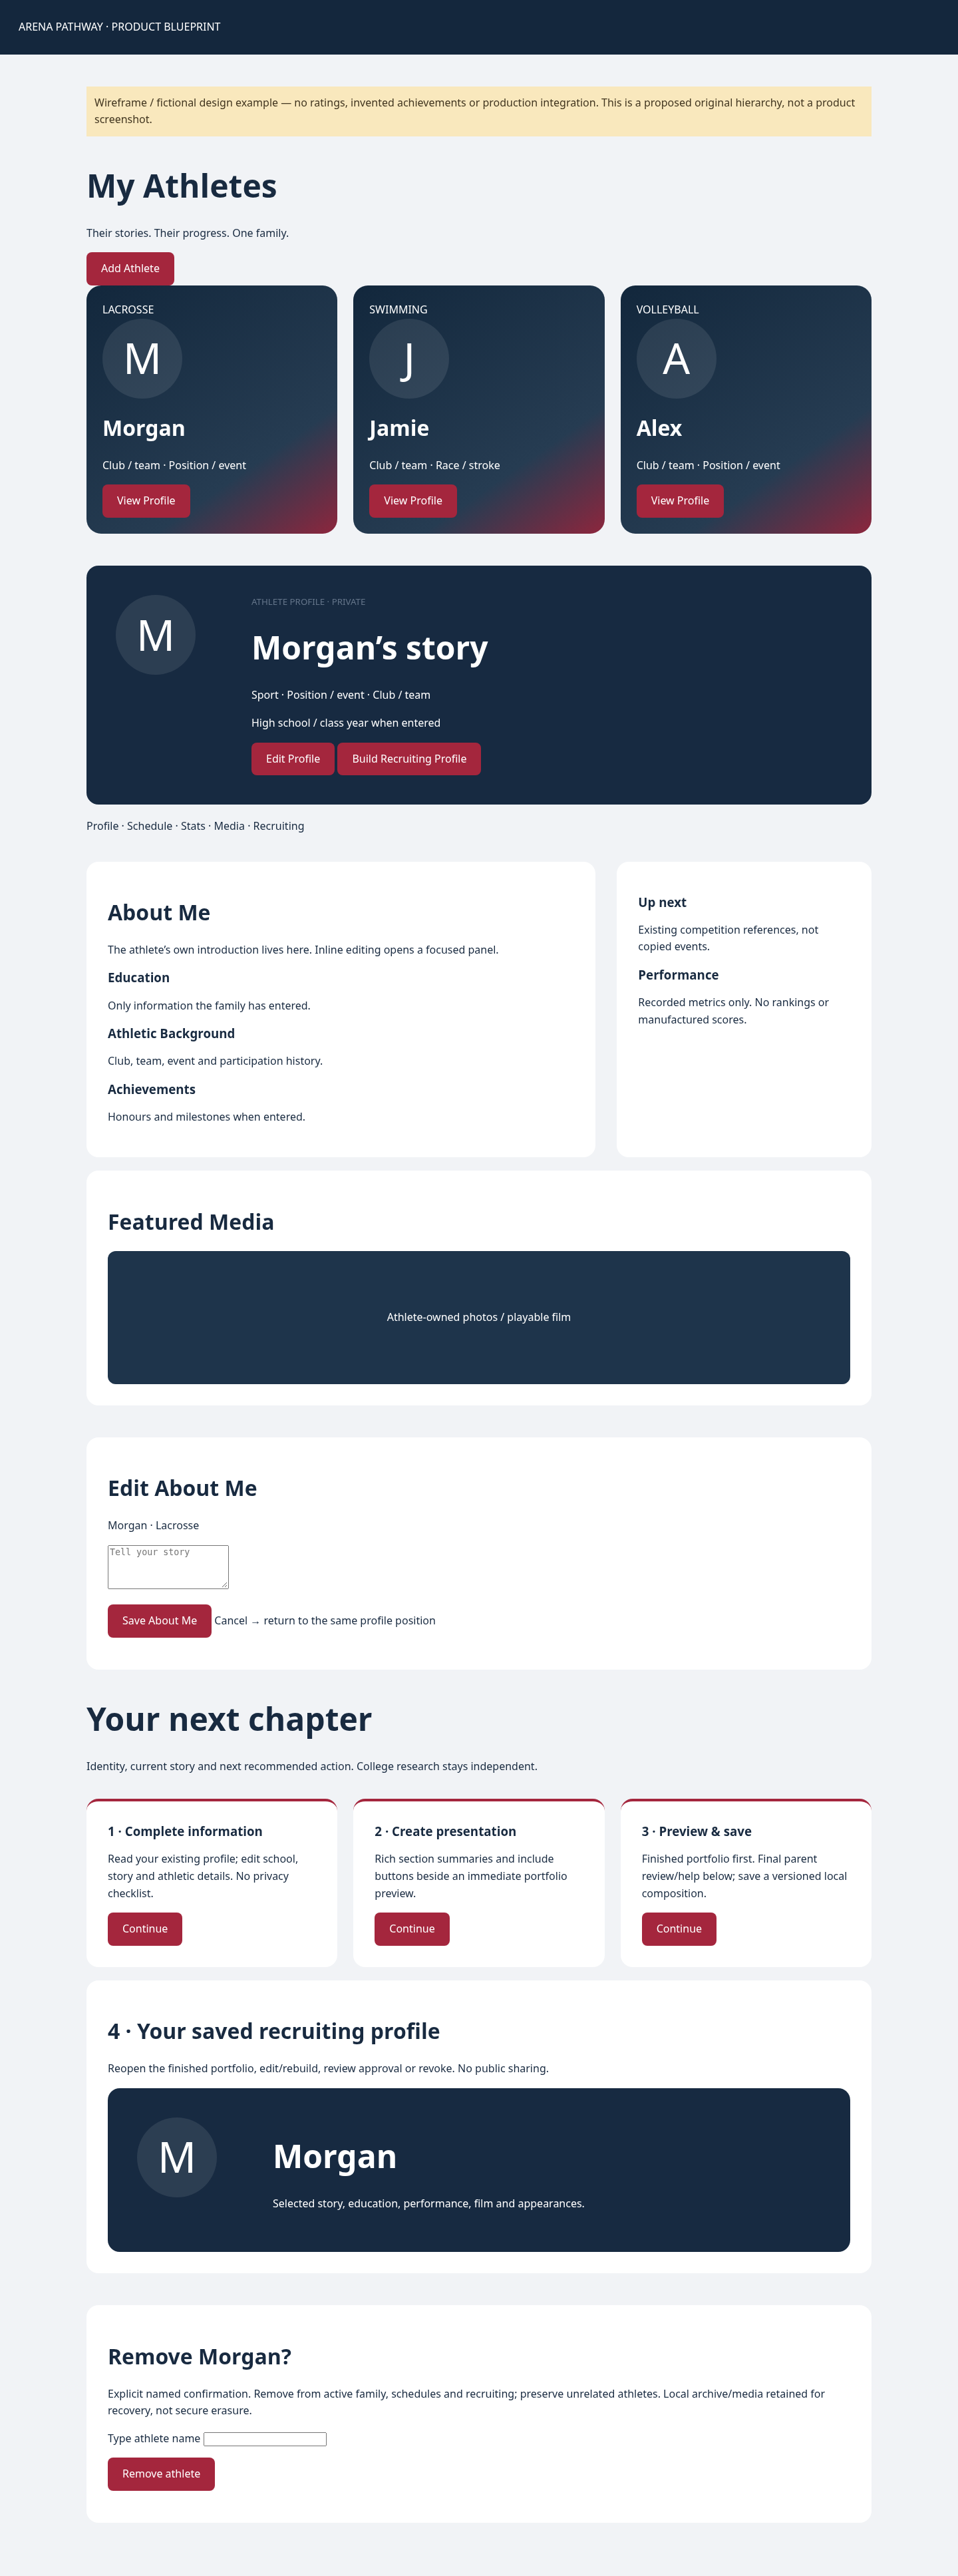 ARENA PATHWAY · PRODUCT BLUEPRINT
Wireframe / fictional design example — no ratings, invented achievements or production integration. This is a proposed original hierarchy, not a product
screenshot.
My Athletes
Their stories. Their progress. One family.
Add Athlete
LACROSSE
M
Morgan
Club / team · Position / event
View Profile
SWIMMING
J
Jamie
Club / team · Race / stroke
View Profile
VOLLEYBALL
A
Alex
Club / team · Position / event
View Profile
M
ATHLETE PROFILE · PRIVATE
Morgan’s story
Sport · Position / event · Club / team
High school / class year when entered
Edit Profile
Build Recruiting Profile
Profile · Schedule · Stats · Media · Recruiting
About Me
The athlete’s own introduction lives here. Inline editing opens a focused panel.
Education
Only information the family has entered.
Athletic Background
Club, team, event and participation history.
Achievements
Honours and milestones when entered.
Up next
Existing competition references, not
copied events.
Performance
Recorded metrics only. No rankings or
manufactured scores.
Featured Media
Athlete-owned photos / playable film
Edit About Me
Morgan · Lacrosse
Tell your story
Save About Me
Cancel → return to the same profile position
Your next chapter
Identity, current story and next recommended action. College research stays independent.
1 · Complete information
Read your existing profile; edit school,
story and athletic details. No privacy
checklist.
Continue
2 · Create presentation
Rich section summaries and include
buttons beside an immediate portfolio
preview.
Continue
3 · Preview & save
Finished portfolio first. Final parent
review/help below; save a versioned local
composition.
Continue
4 · Your saved recruiting profile
Reopen the finished portfolio, edit/rebuild, review approval or revoke. No public sharing.
M
Morgan
Selected story, education, performance, film and appearances.
Remove Morgan?
Explicit named confirmation. Remove from active family, schedules and recruiting; preserve unrelated athletes. Local archive/media retained for
recovery, not secure erasure.
Type athlete name
Remove athlete